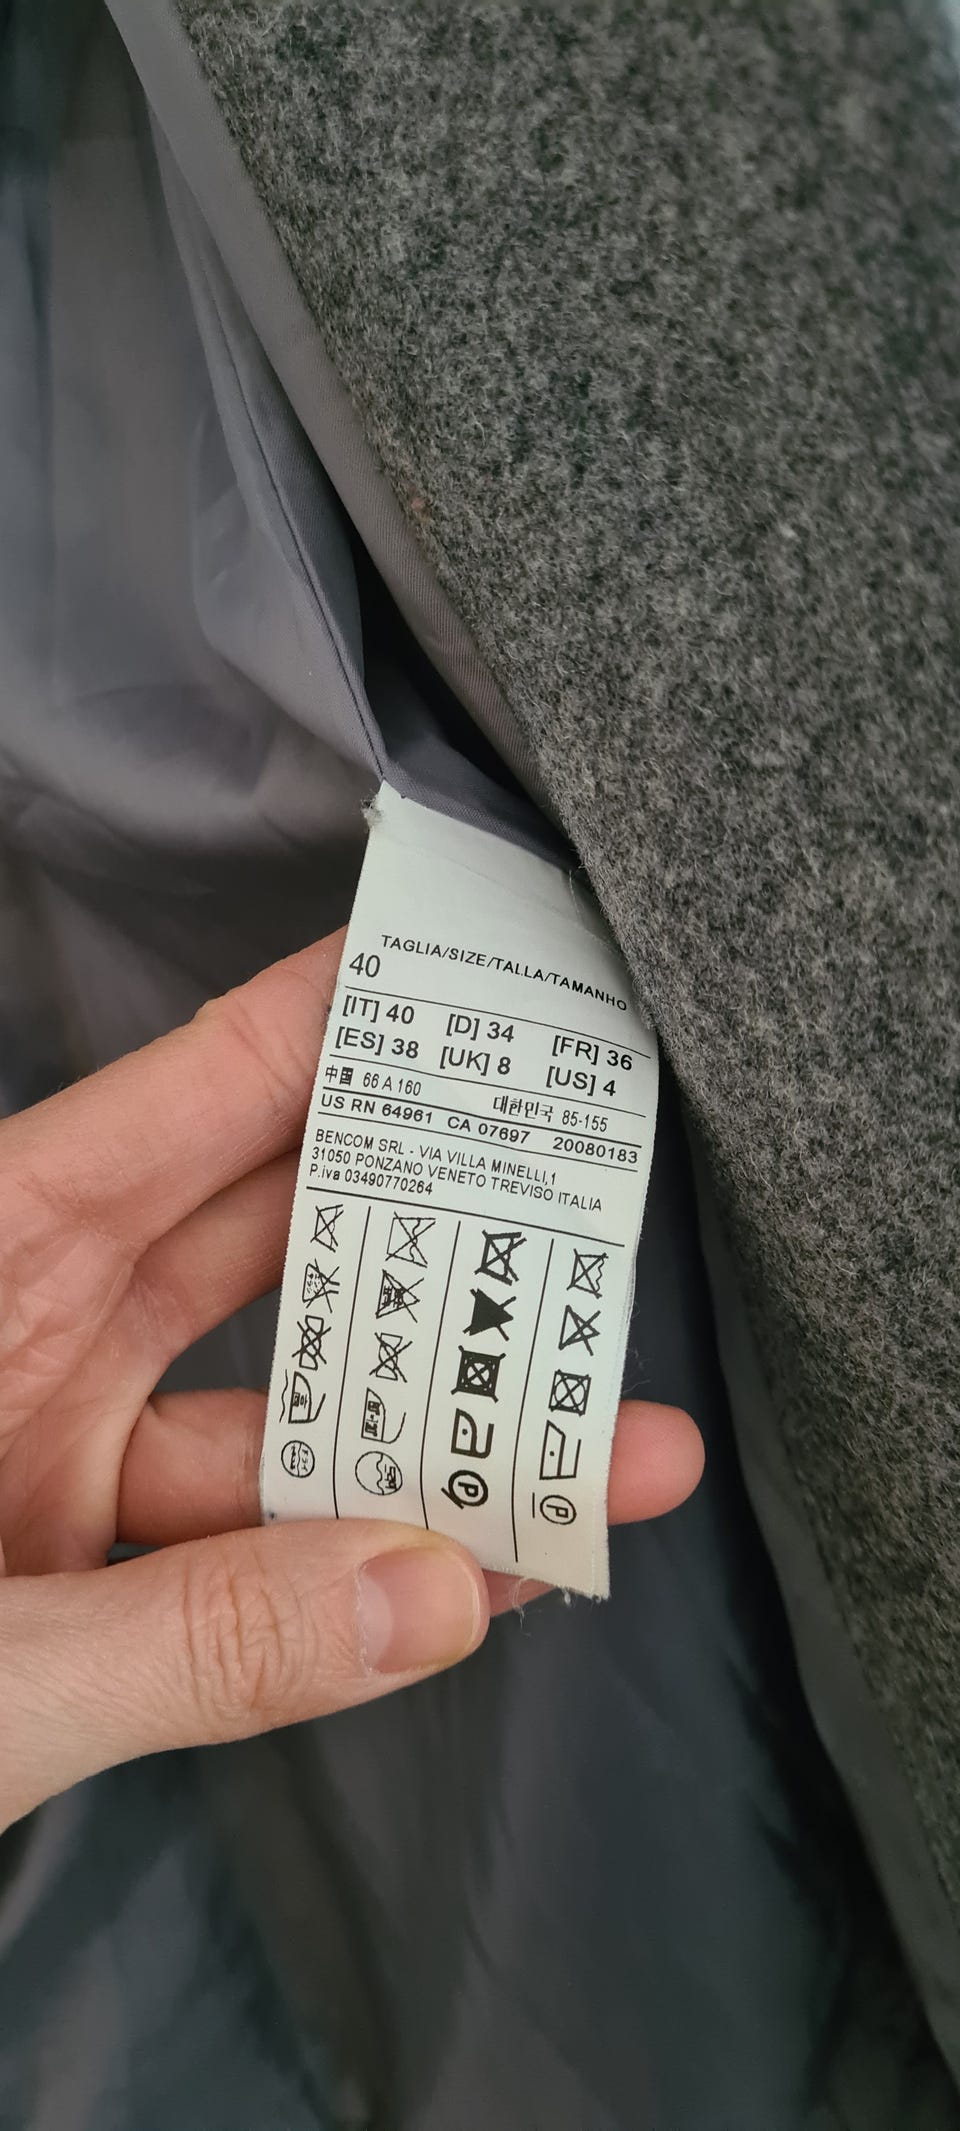 TAGLIA/SIZE/TALLA/TAMANHO
40
[IT] 40 [D] 34 [FR] 36
[ES] 38 [UK] 8 [US] 4
中国 66 A 160 대한민국 85-155
US RN 64961 CA 07697 20080183
BENCOM SRL - VIA VILLA MINELLI,1
31050 PONZANO VENETO TREVISO ITALIA
P.iva 03490770264
P P